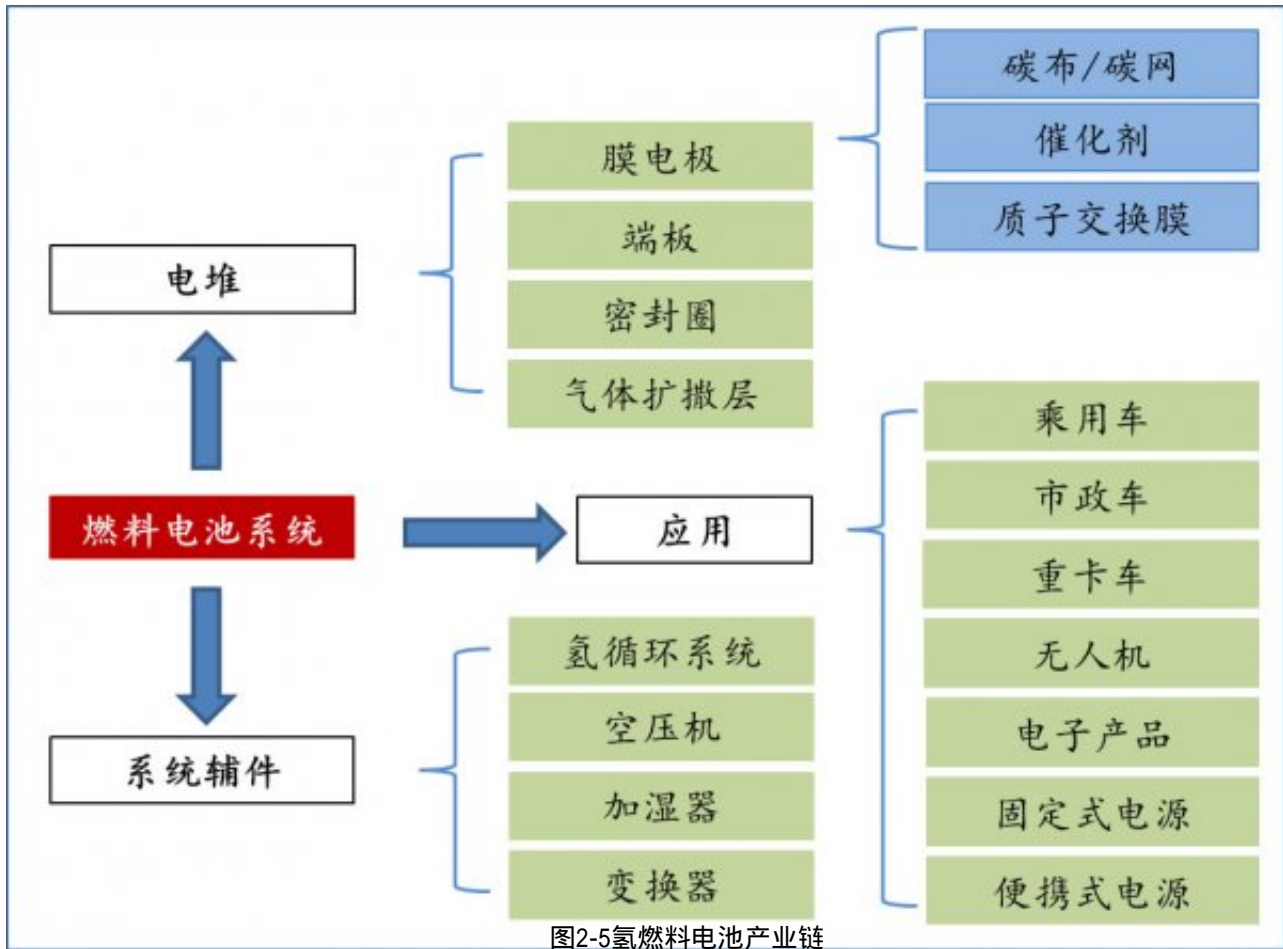 碳布/碳网
催化剂
质子交换膜
膜电极
端板
密封圈
气体扩撒层
电堆
燃料电池系统
应用
乘用车
市政车
重卡车
无人机
电子产品
固定式电源
便携式电源
氢循环系统
空压机
加湿器
变换器
系统辅件
图2-5氢燃料电池产业链